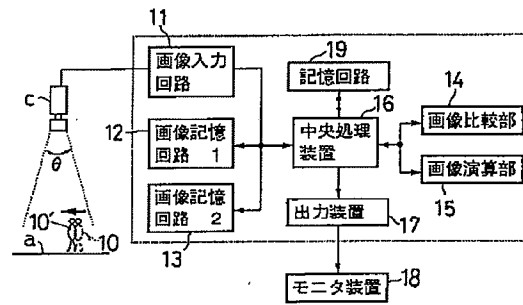 11
画像入力
回路
19
記憶回路
14
画像比較部
c
16
12
画像記憶
回路 1
中央処理
装置
θ
画像演算部
15
画像記憶
回路 2
出力装置
17
10'
10
a
13
モニタ装置
18